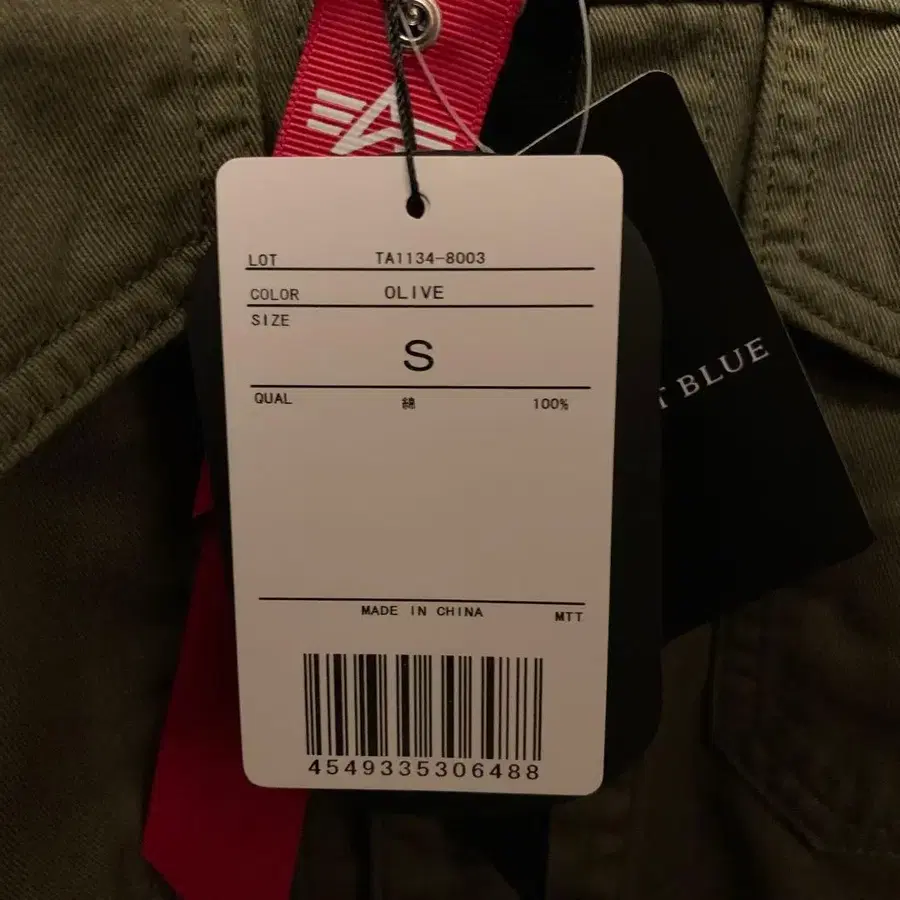 LOT TA1134-8003
COLOR OLIVE
SIZE
S
QUAL 綿 100%
MADE IN CHINA
MTT
4549335306488
T BLUE